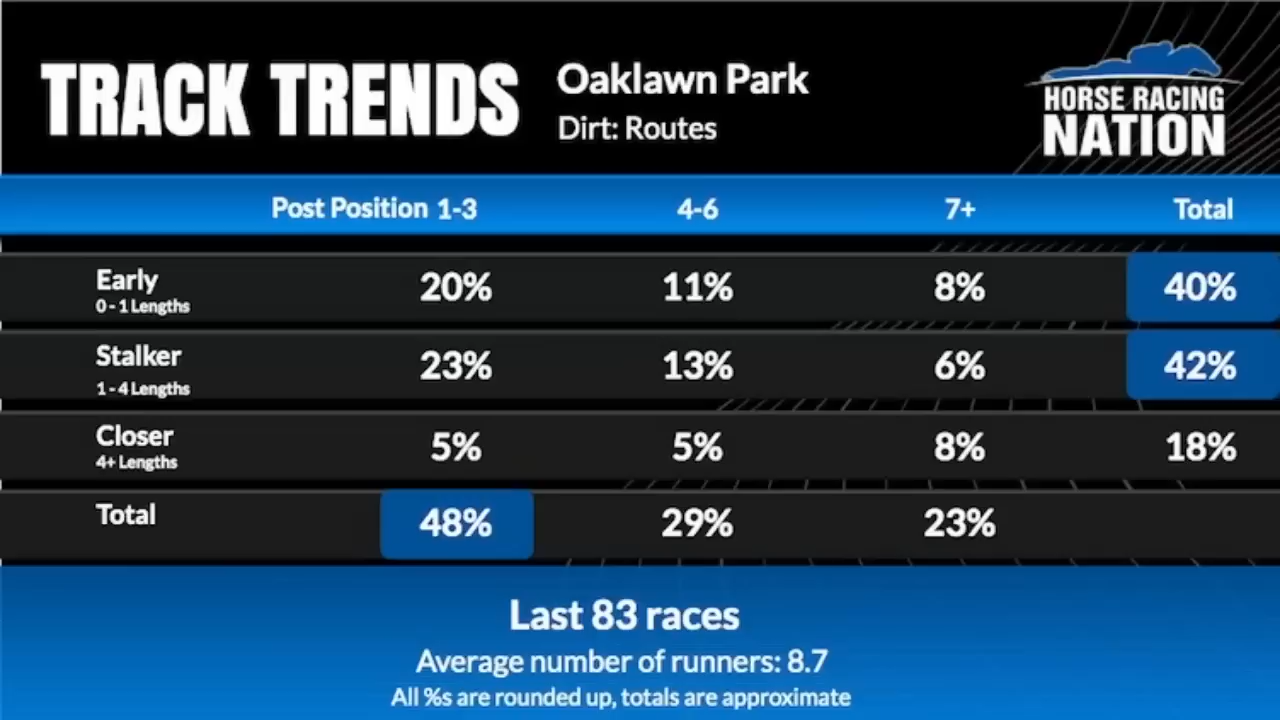 TRACK TRENDS
Oaklawn Park
Dirt: Routes
HORSE RACING
NATION
Post Position 1-3 4-6 7+ Total
Early 20% 11% 8% 40%
0 - 1 Lengths
Stalker 23% 13% 6% 42%
1 - 4 Lengths
Closer 5% 5% 8% 18%
4+ Lengths
Total 48% 29% 23%
Last 83 races
Average number of runners: 8.7
All %s are rounded up, totals are approximate